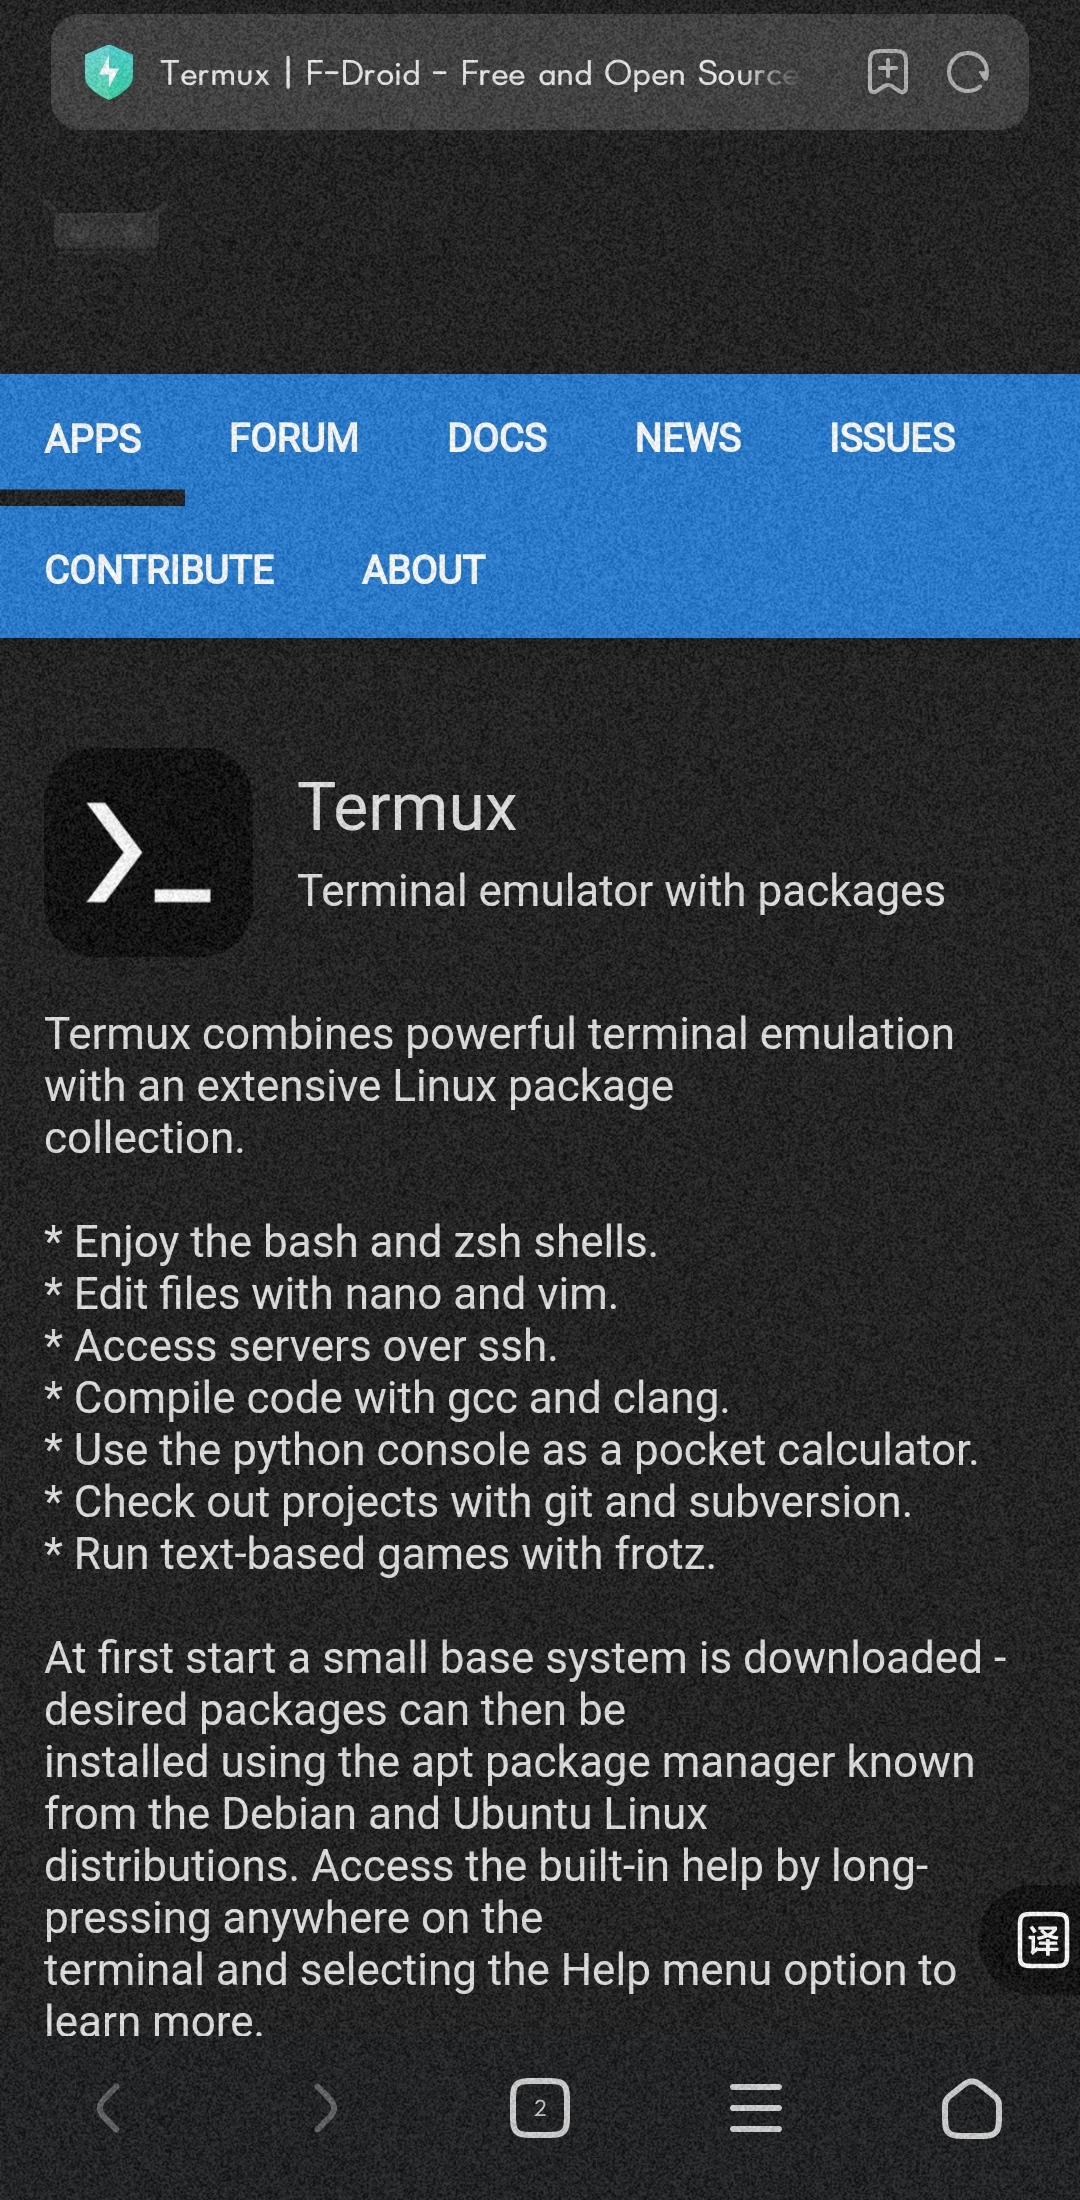 Termux | F-Droid - Free and Open Source
APPS
FORUM
DOCS
NEWS
ISSUES
CONTRIBUTE
ABOUT
Termux
Terminal emulator with packages
Termux combines powerful terminal emulation
with an extensive Linux package
collection.
* Enjoy the bash and zsh shells.
* Edit files with nano and vim.
* Access servers over ssh.
* Compile code with gcc and clang.
* Use the python console as a pocket calculator.
* Check out projects with git and subversion.
* Run text-based games with frotz.
At first start a small base system is downloaded -
desired packages can then be
installed using the apt package manager known
from the Debian and Ubuntu Linux
distributions. Access the built-in help by long-
pressing anywhere on the
terminal and selecting the Help menu option to
learn more.
译
2